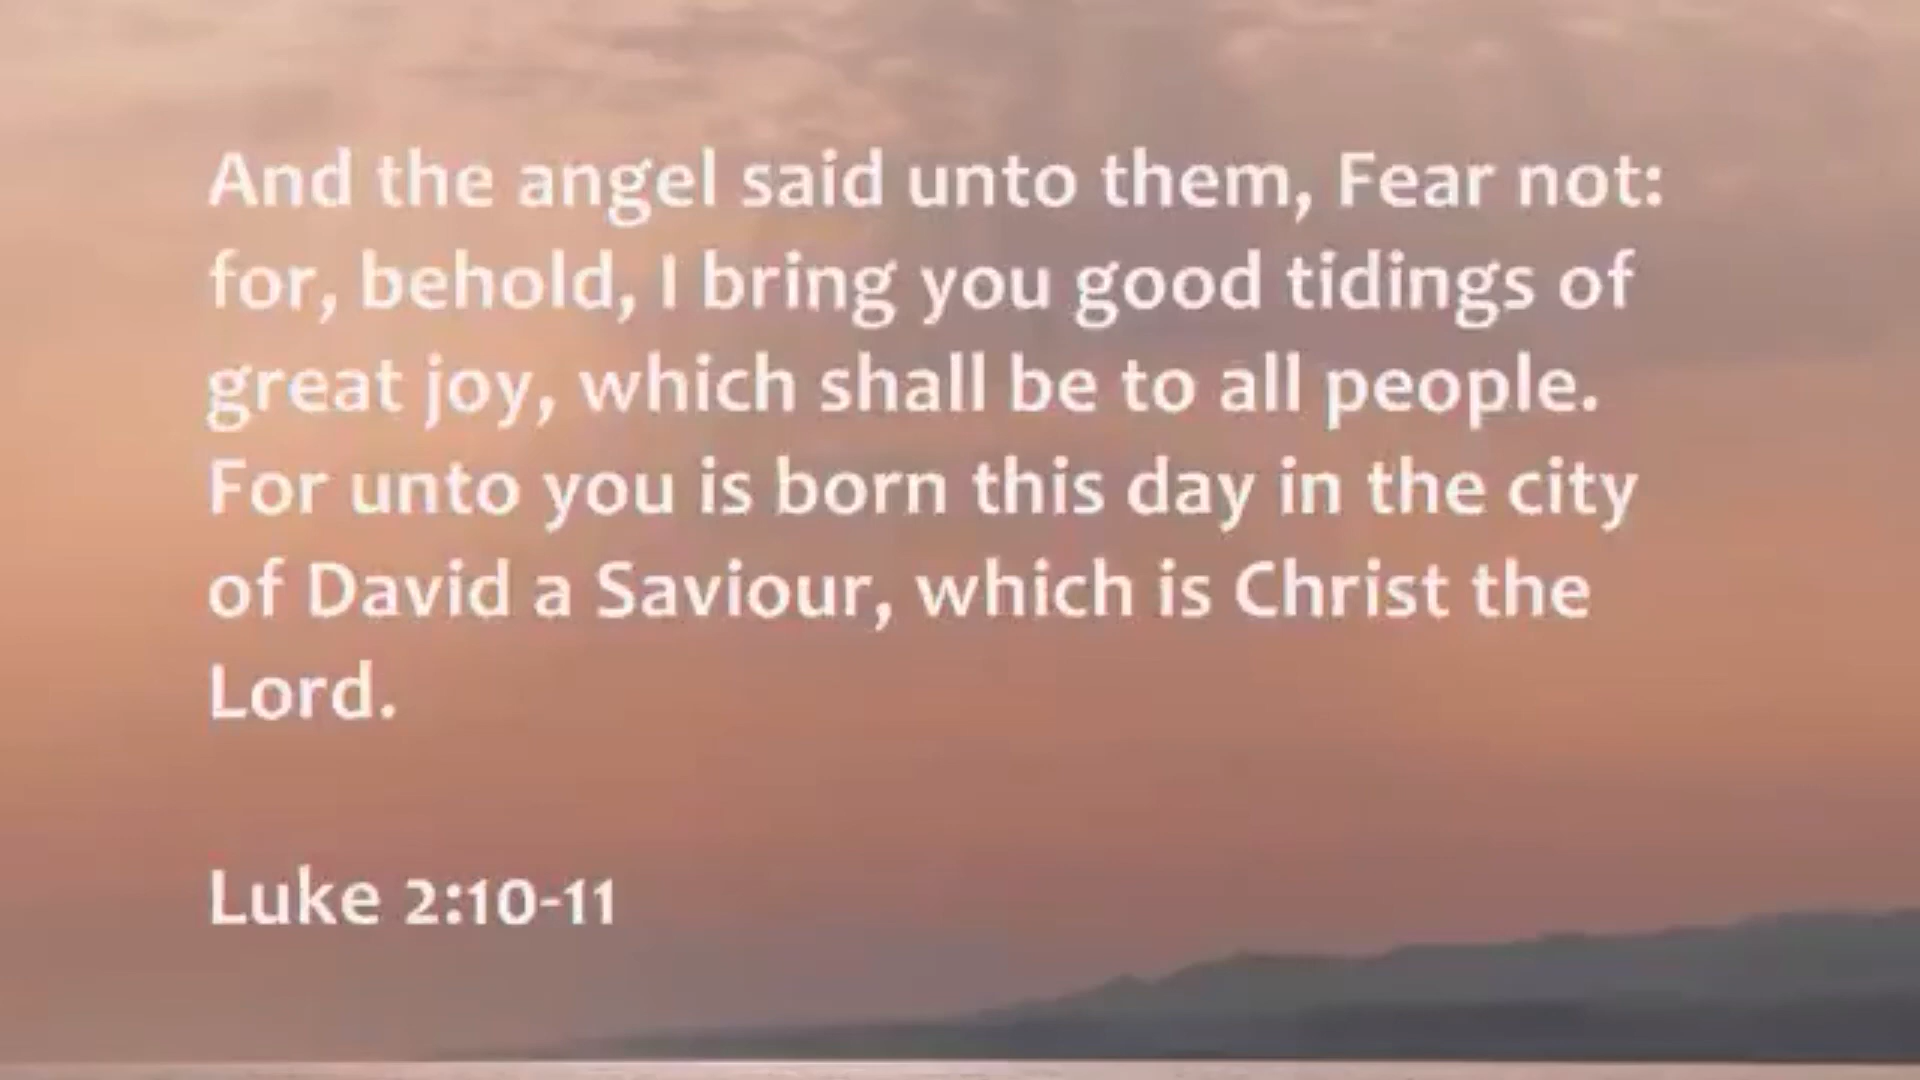 And the angel said unto them, Fear not:
for, behold, I bring you good tidings of
great joy, which shall be to all people.
For unto you is born this day in the city
of David a Saviour, which is Christ the
Lord.
Luke 2:10-11